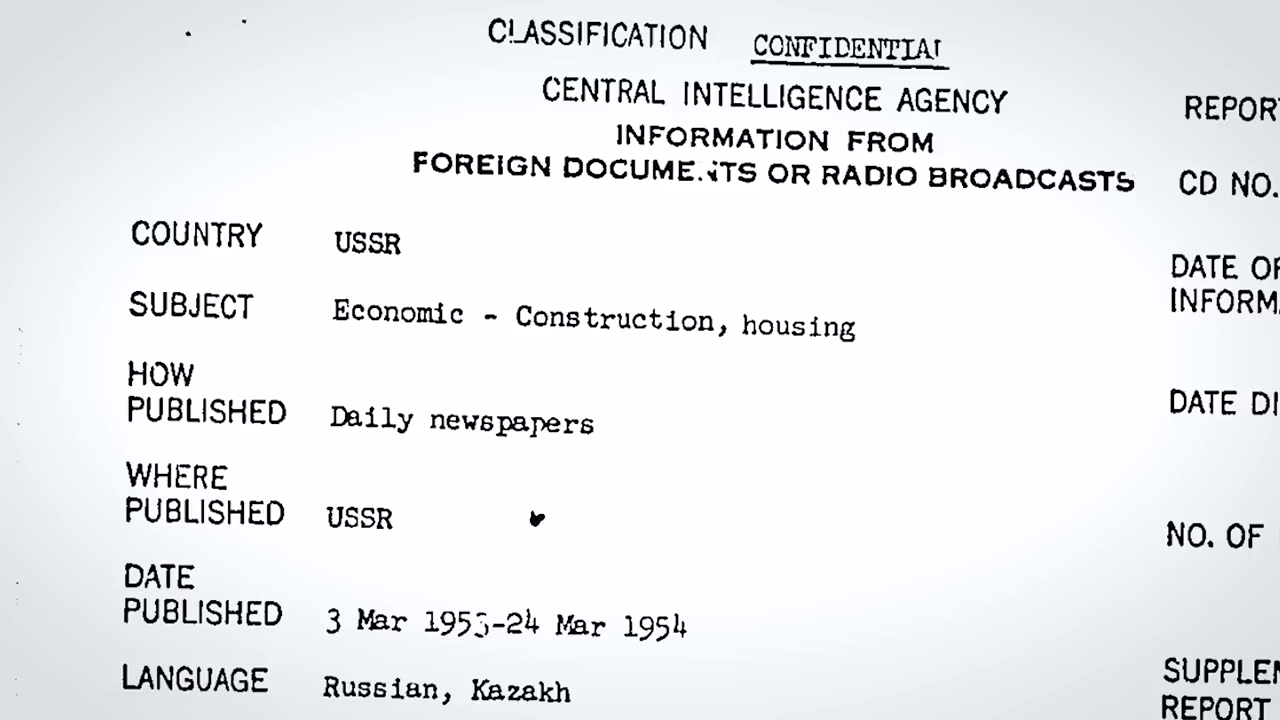 CLASSIFICATION CONFIDENTIAL
CENTRAL INTELLIGENCE AGENCY
INFORMATION FROM
FOREIGN DOCUMENTS OR RADIO BROADCASTS
REPORT
CD NO.
COUNTRY USSR
DATE OF
INFORM
SUBJECT Economic - Construction, housing
HOW
PUBLISHED Daily newspapers
DATE DI
WHERE
PUBLISHED USSR
NO. OF
DATE
PUBLISHED 3 Mar 1953-24 Mar 1954
LANGUAGE Russian, Kazakh
SUPPLEM
REPORT